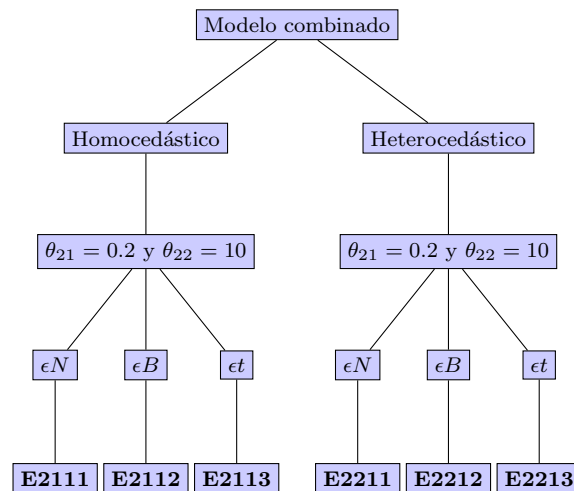 Modelo combinado
Homocedástico Heterocedástico
θ21 = 0.2 y θ22 = 10 θ21 = 0.2 y θ22 = 10
ϵN ϵB ϵt ϵN ϵB ϵt
E2111 E2112 E2113 E2211 E2212 E2213